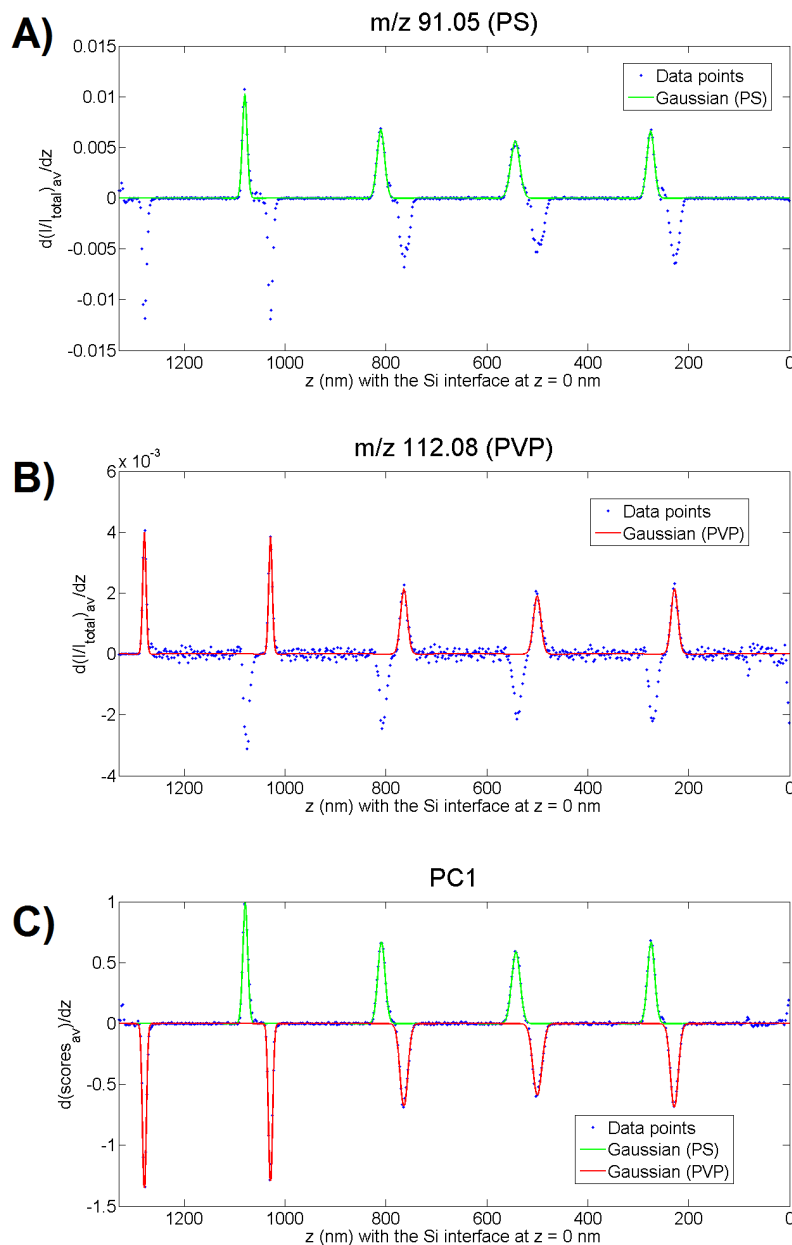 A)
m/z 91.05 (PS)
0.015
0.01
0.005
0
-0.005
-0.01
-0.015
d(I/I_total)_av/dz
Data points
Gaussian (PS)
1200 1000 800 600 400 200 0
z (nm) with the Si interface at z = 0 nm
B)
m/z 112.08 (PVP)
6 x 10^-3
4
2
0
-2
-4
d(I/I_total)_av/dz
Data points
Gaussian (PVP)
1200 1000 800 600 400 200 0
z (nm) with the Si interface at z = 0 nm
C)
PC1
1
0.5
0
-0.5
-1
-1.5
d(scores_av)/dz
Data points
Gaussian (PS)
Gaussian (PVP)
1200 1000 800 600 400 200 0
z (nm) with the Si interface at z = 0 nm